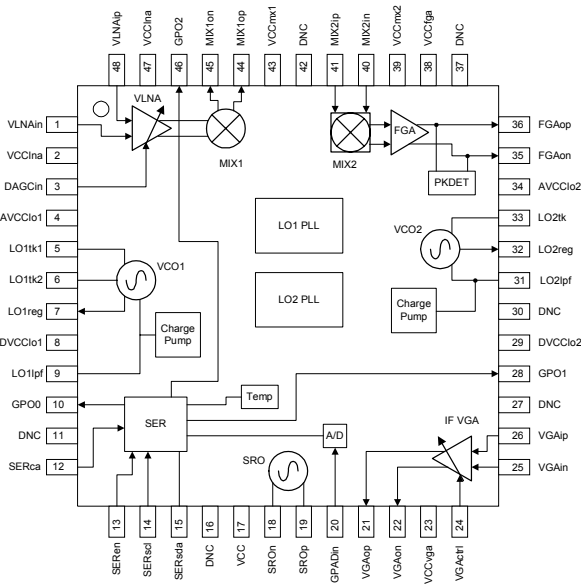 VLNAip
VCClna
GPO2
MIX1on
MIX1op
VCCmx1
DNC
MIX2ip
MIX2in
VCCmx2
VCCfga
DNC
48
47
46
45
44
43
42
41
40
39
38
37
VLNAin 1
VCClna 2
DAGCin 3
AVCClo1 4
LO1tk1 5
LO1tk2 6
LO1reg 7
DVCClo1 8
LO1lpf 9
GPO0 10
DNC 11
SERca 12
VLNA
MIX1
MIX2
FGA
PKDET
LO1 PLL
LO2 PLL
VCO1
Charge
Pump
VCO2
Charge
Pump
SER
Temp
A/D
SRO
IF VGA
36 FGAop
35 FGAon
34 AVCClo2
33 LO2tk
32 LO2reg
31 LO2lpf
30 DNC
29 DVCClo2
28 GPO1
27 DNC
26 VGAip
25 VGAin
13
14
15
16
17
18
19
20
21
22
23
24
SERen
SERscl
SERsda
DNC
VCC
SROn
SROp
GPADin
VGAop
VGAon
VCCvga
VGActrl